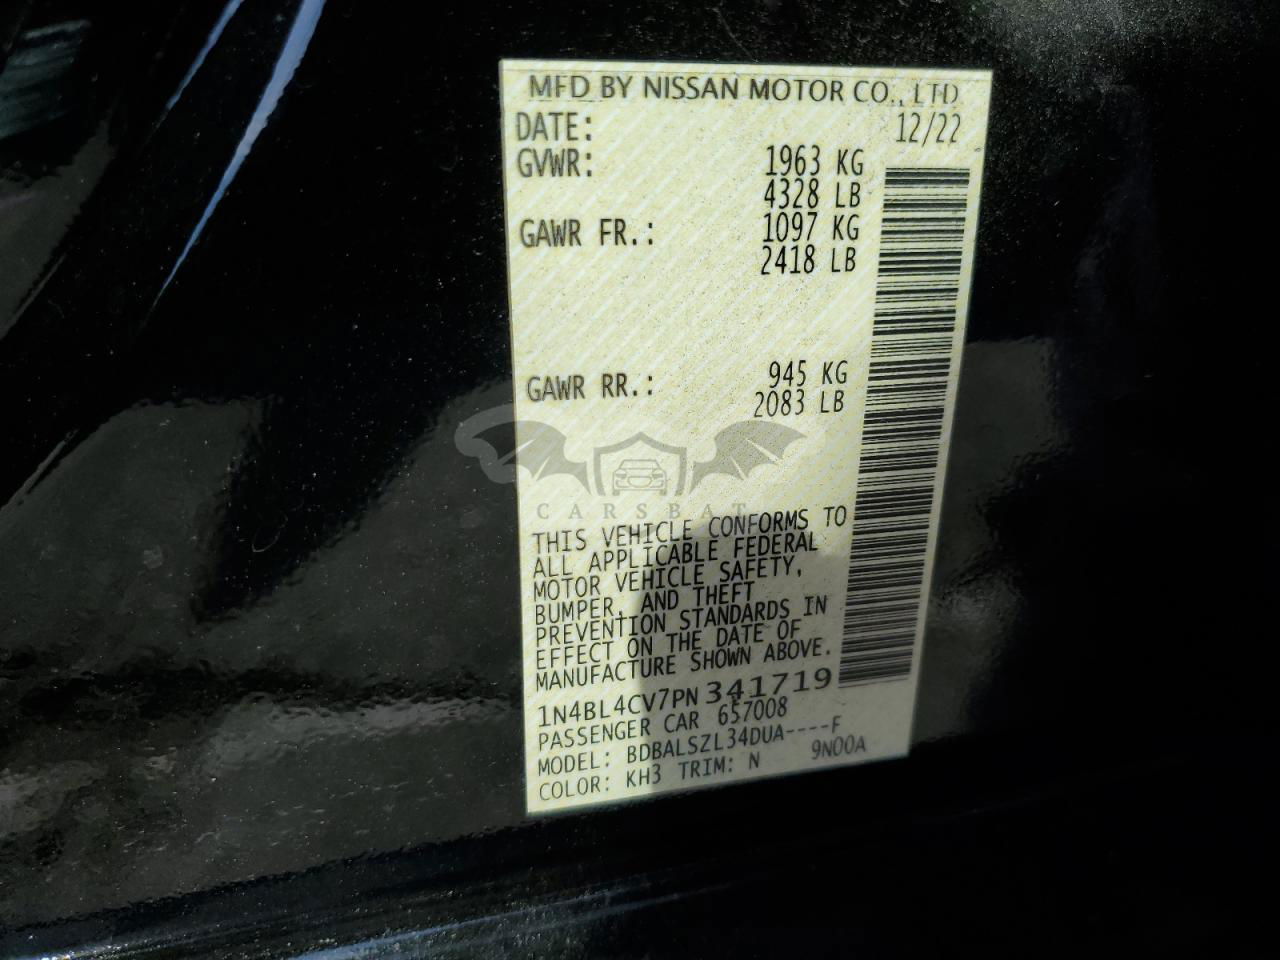 MFD BY NISSAN MOTOR CO., LTD.
DATE: 12/22
GVWR: 1963 KG
4328 LB
GAWR FR.: 1097 KG
2418 LB
GAWR RR.: 945 KG
2083 LB
CARSBAT
THIS VEHICLE CONFORMS TO
ALL APPLICABLE FEDERAL
MOTOR VEHICLE SAFETY,
BUMPER, AND THEFT
PREVENTION STANDARDS IN
EFFECT ON THE DATE OF
MANUFACTURE SHOWN ABOVE.
1N4BL4CV7PN341719
PASSENGER CAR 657008
MODEL: BDBALSZL34DUA----F
COLOR: KH3 TRIM: N 9N00A